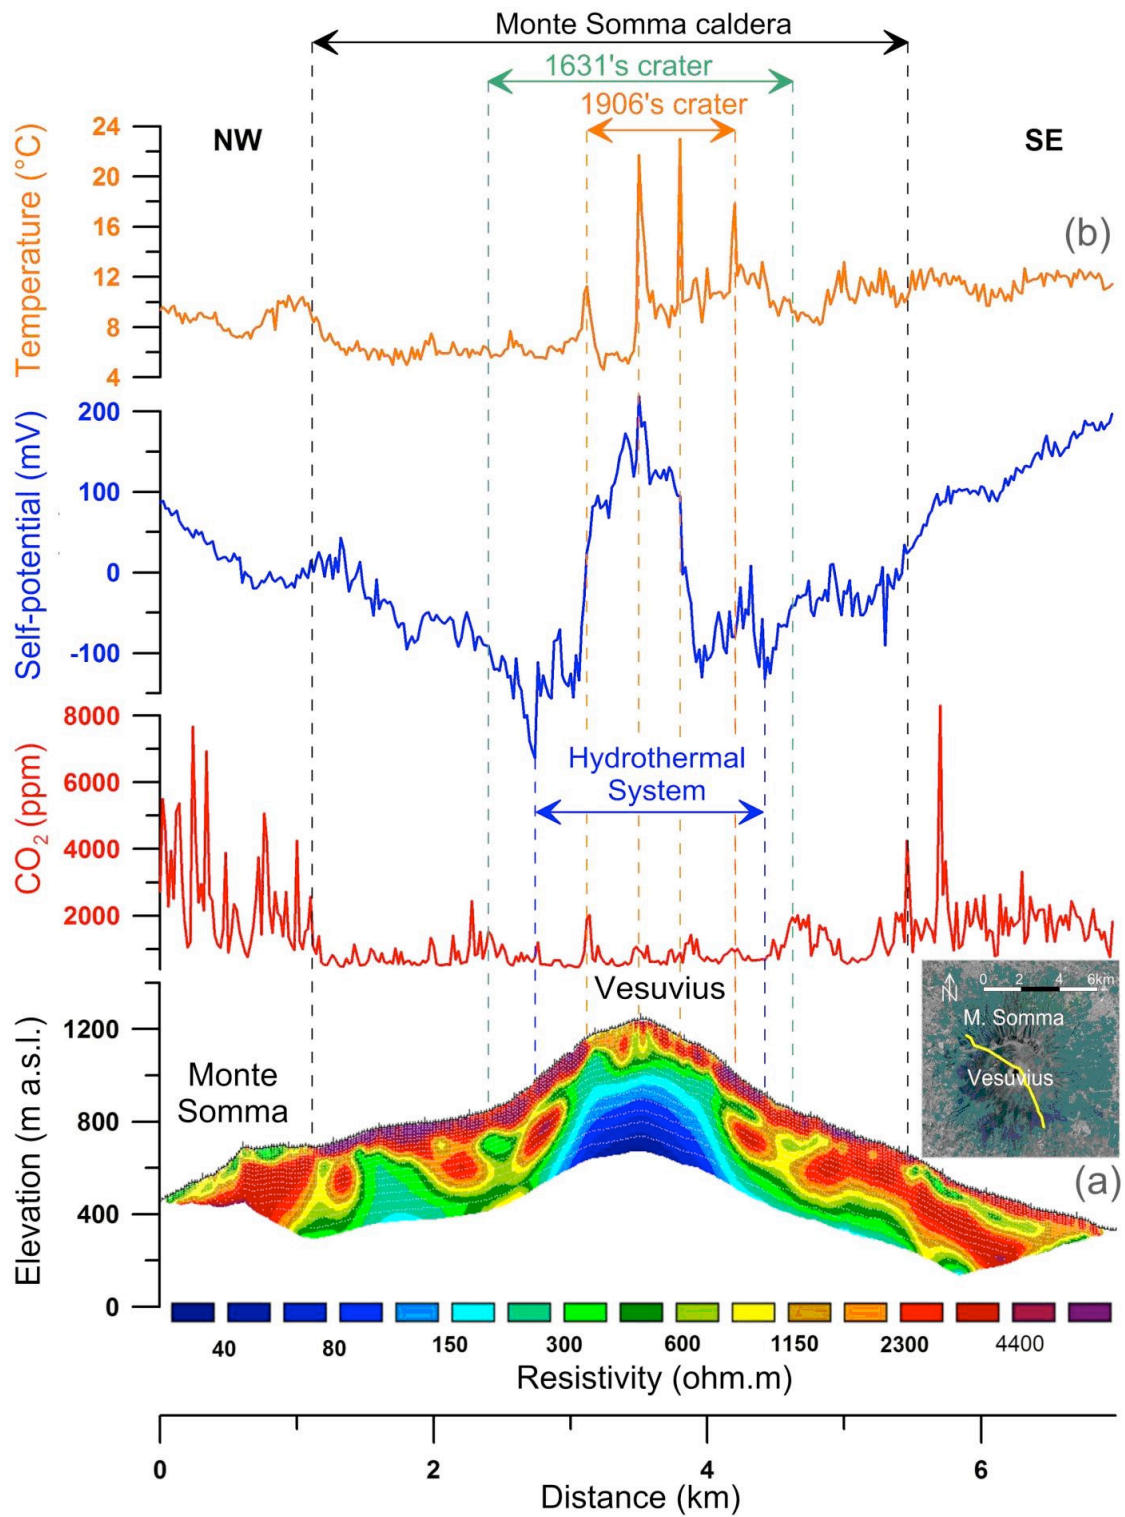 Monte Somma caldera
1631's crater
1906's crater
NW
SE
(b)
Temperature (°C)
24
20
16
12
8
4
Self-potential (mV)
200
100
0
-100
CO2 (ppm)
8000
6000
4000
2000
Hydrothermal
System
Vesuvius
Monte
Somma
Elevation (m a.s.l.)
1200
800
400
0
N
0 2 4 6km
M. Somma
Vesuvius
(a)
40 80 150 300 600 1150 2300 4400
Resistivity (ohm.m)
0 2 4 6
Distance (km)